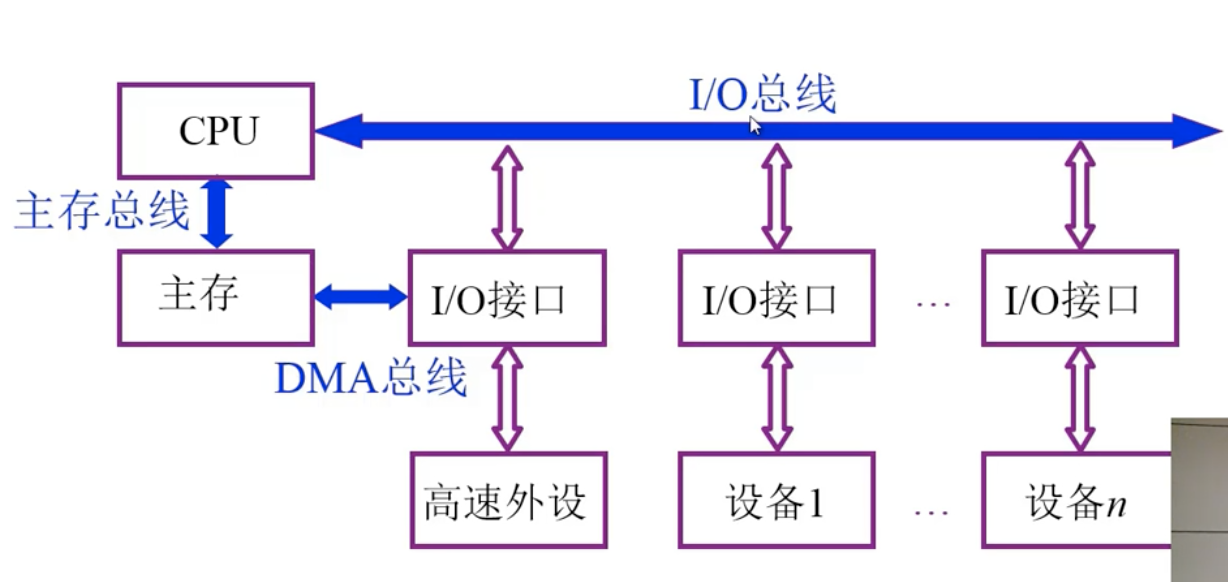 I/O总线
CPU
主存总线
主存
I/O接口
I/O接口
…
I/O接口
DMA总线
高速外设
设备1
…
设备n